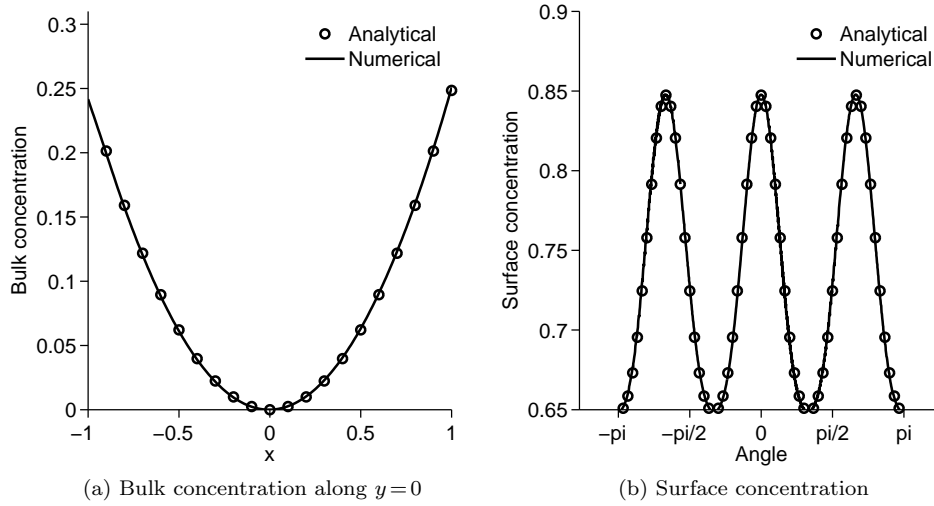 0.3
0.25
0.2
0.15
0.1
0.05
0
Bulk concentration
Analytical
Numerical
−1
−0.5
0
0.5
1
x
(a) Bulk concentration along y=0
0.9
0.85
0.8
0.75
0.7
0.65
Surface concentration
Analytical
Numerical
−pi
−pi/2
0
pi/2
pi
Angle
(b) Surface concentration